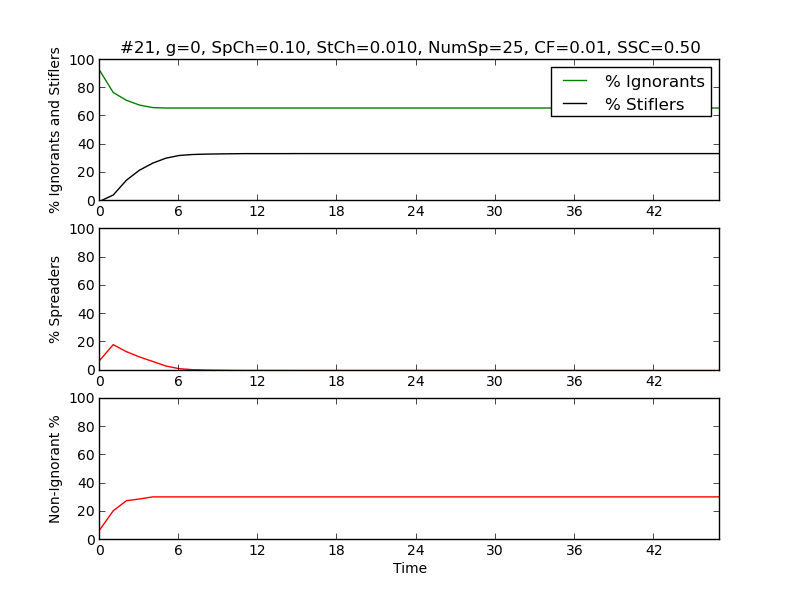 #21, g=0, SpCh=0.10, StCh=0.010, NumSp=25, CF=0.01, SSC=0.50
% Ignorants and Stiflers
100
80
60
40
20
0
% Ignorants
% Stiflers
0 6 12 18 24 30 36 42
% Spreaders
100
80
60
40
20
0
0 6 12 18 24 30 36 42
Non-Ignorant %
100
80
60
40
20
0
0 6 12 18 24 30 36 42
Time